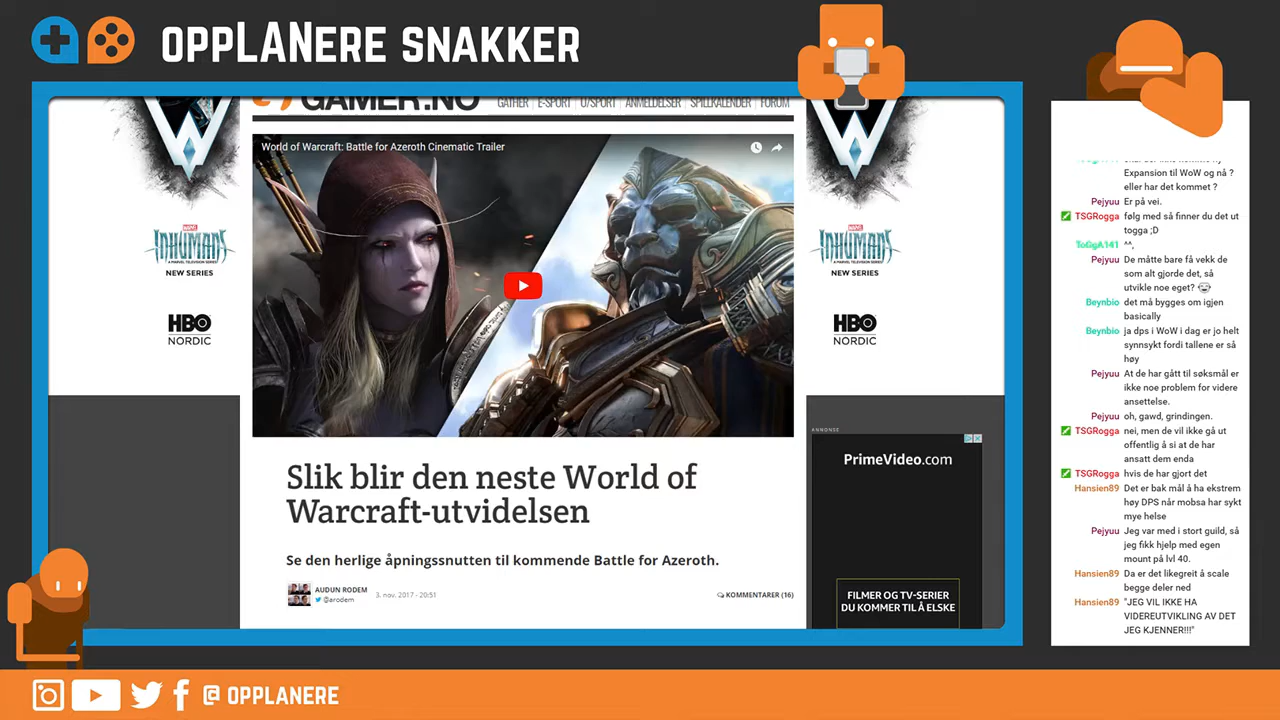 oppLANere snakker
GAMER.NO
GATHER E-SPORT U/SPORT ANMELDELSER SPILLKALENDER FORUM
World of Warcraft: Battle for Azeroth Cinematic Trailer
MARVEL
INHUMANS
A MARVEL TELEVISION SERIES
NEW SERIES
HBO
NORDIC
MARVEL
INHUMANS
A MARVEL TELEVISION SERIES
NEW SERIES
HBO
NORDIC
Slik blir den neste World of
Warcraft-utvidelsen
Se den herlige åpningssnutten til kommende Battle for Azeroth.
AUDUN RODEM
@arodem
3. nov. 2017 - 20:51
KOMMENTARER (16)
ANNONSE
PrimeVideo.com
FILMER OG TV-SERIER
DU KOMMER TIL Å ELSKE
Expansion til WoW og nå ?
eller har det kommet ?
Pejyuu Er på vei.
TSGRogga følg med så finner du det ut
togga ;D
ToGgA141 ^^,
Pejyuu De måtte bare få vekk de
som alt gjorde det, så
utvikle noe eget? 😂
Beynbio det må bygges om igjen
basically
Beynbio ja dps i WoW i dag er jo helt
synnsykt fordi tallene er så
høy
Pejyuu At de har gått til søksmål er
ikke noe problem for videre
ansettelse.
Pejyuu oh, gawd, grindingen.
TSGRogga nei, men de vil ikke gå ut
offentlig å si at de har
ansatt dem enda
TSGRogga hvis de har gjort det
Hansien89 Det er bak mål å ha ekstrem
høy DPS når mobsa har sykt
mye helse
Pejyuu Jeg var med i stort guild, så
jeg fikk hjelp med egen
mount på lvl 40.
Hansien89 Da er det likegreit å scale
begge deler ned
Hansien89 "JEG VIL IKKE HA
VIDEREUTVIKLING AV DET
JEG KJENNER!!!"
@ oppLANere